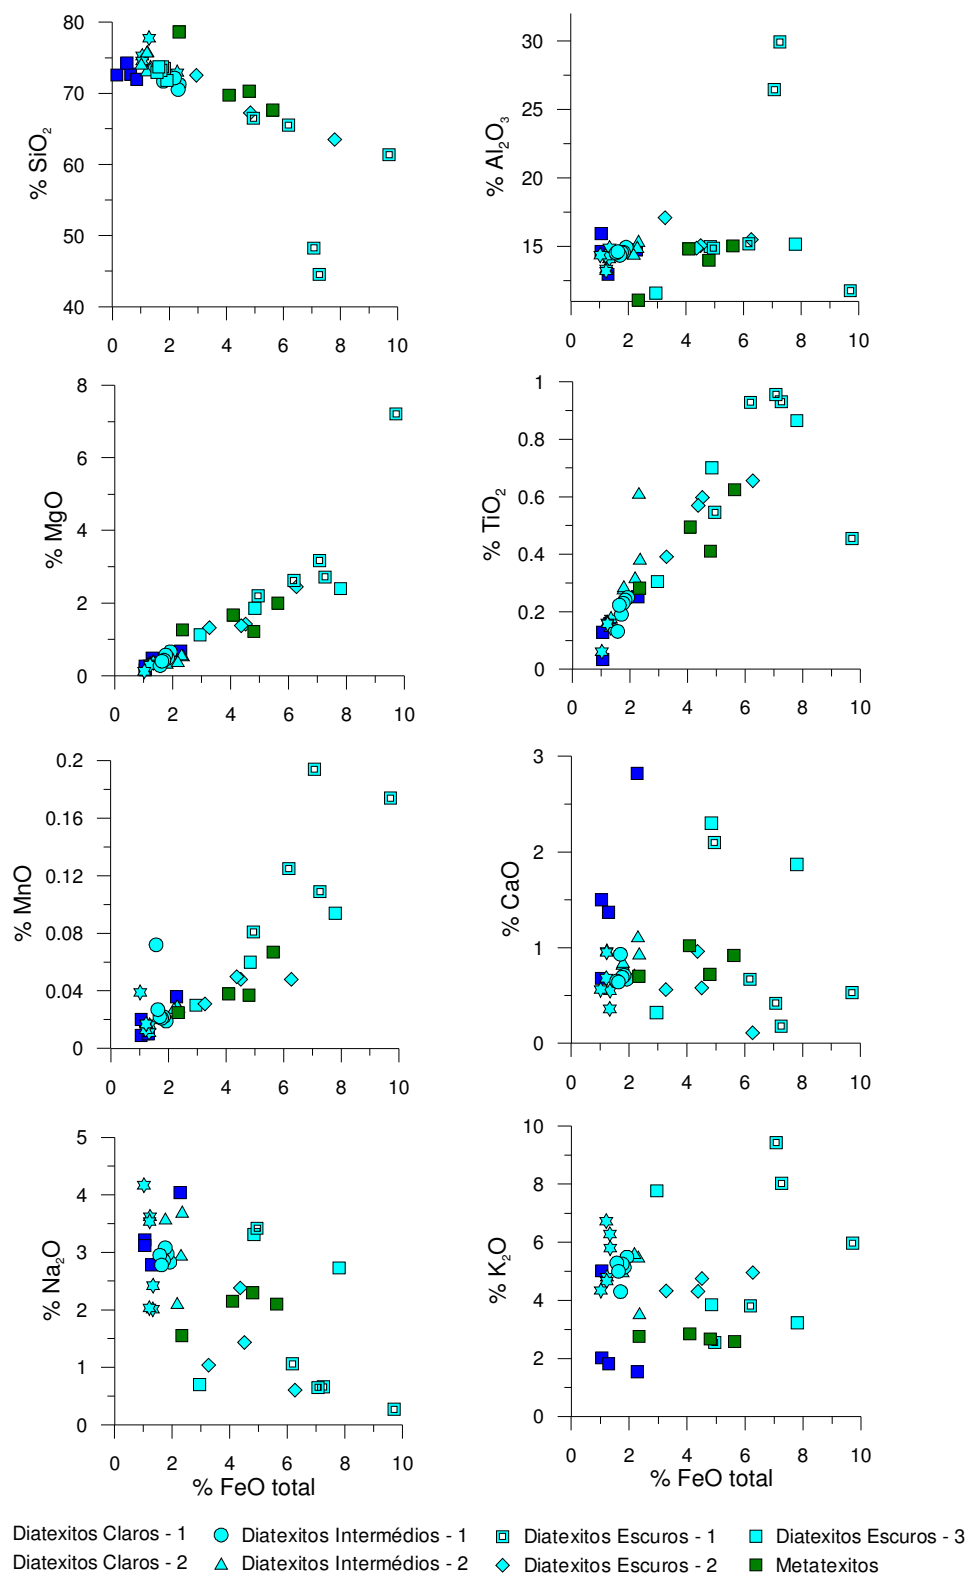 80
70
60
50
40
% SiO2
0 2 4 6 8 10
30
25
20
15
% Al2O3
0 2 4 6 8 10
8
6
4
2
0
% MgO
0 2 4 6 8 10
1
0.8
0.6
0.4
0.2
0
% TiO2
0 2 4 6 8 10
0.2
0.16
0.12
0.08
0.04
0
% MnO
0 2 4 6 8 10
3
2
1
0
% CaO
0 2 4 6 8 10
5
4
3
2
1
0
% Na2O
0 2 4 6 8 10
% FeO total
10
8
6
4
2
0
% K2O
0 2 4 6 8 10
% FeO total
Diatexitos Claros - 1 Diatexitos Intermédios - 1 Diatexitos Escuros - 1 Diatexitos Escuros - 3
Diatexitos Claros - 2 Diatexitos Intermédios - 2 Diatexitos Escuros - 2 Metatexitos